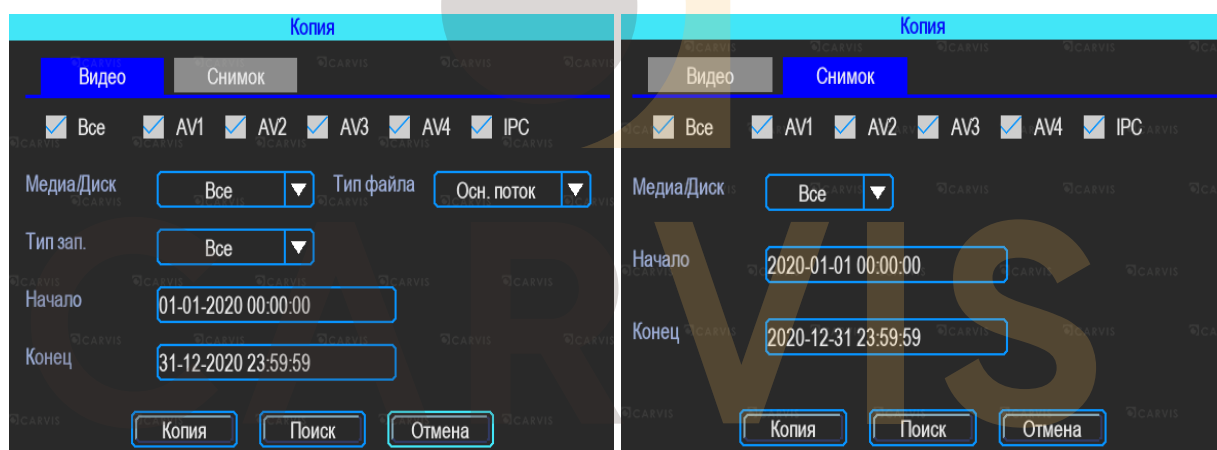 Копия
Видео Снимок
Все AV1 AV2 AV3 AV4 IPC
Медиа/Диск Все Тип файла Осн. поток
Тип зап. Все
Начало 01-01-2020 00:00:00
Конец 31-12-2020 23:59:59
Копия Поиск Отмена
Копия
Видео Снимок
Все AV1 AV2 AV3 AV4 IPC
Медиа/Диск Все
Начало 2020-01-01 00:00:00
Конец 2020-12-31 23:59:59
Копия Поиск Отмена
CARVIS